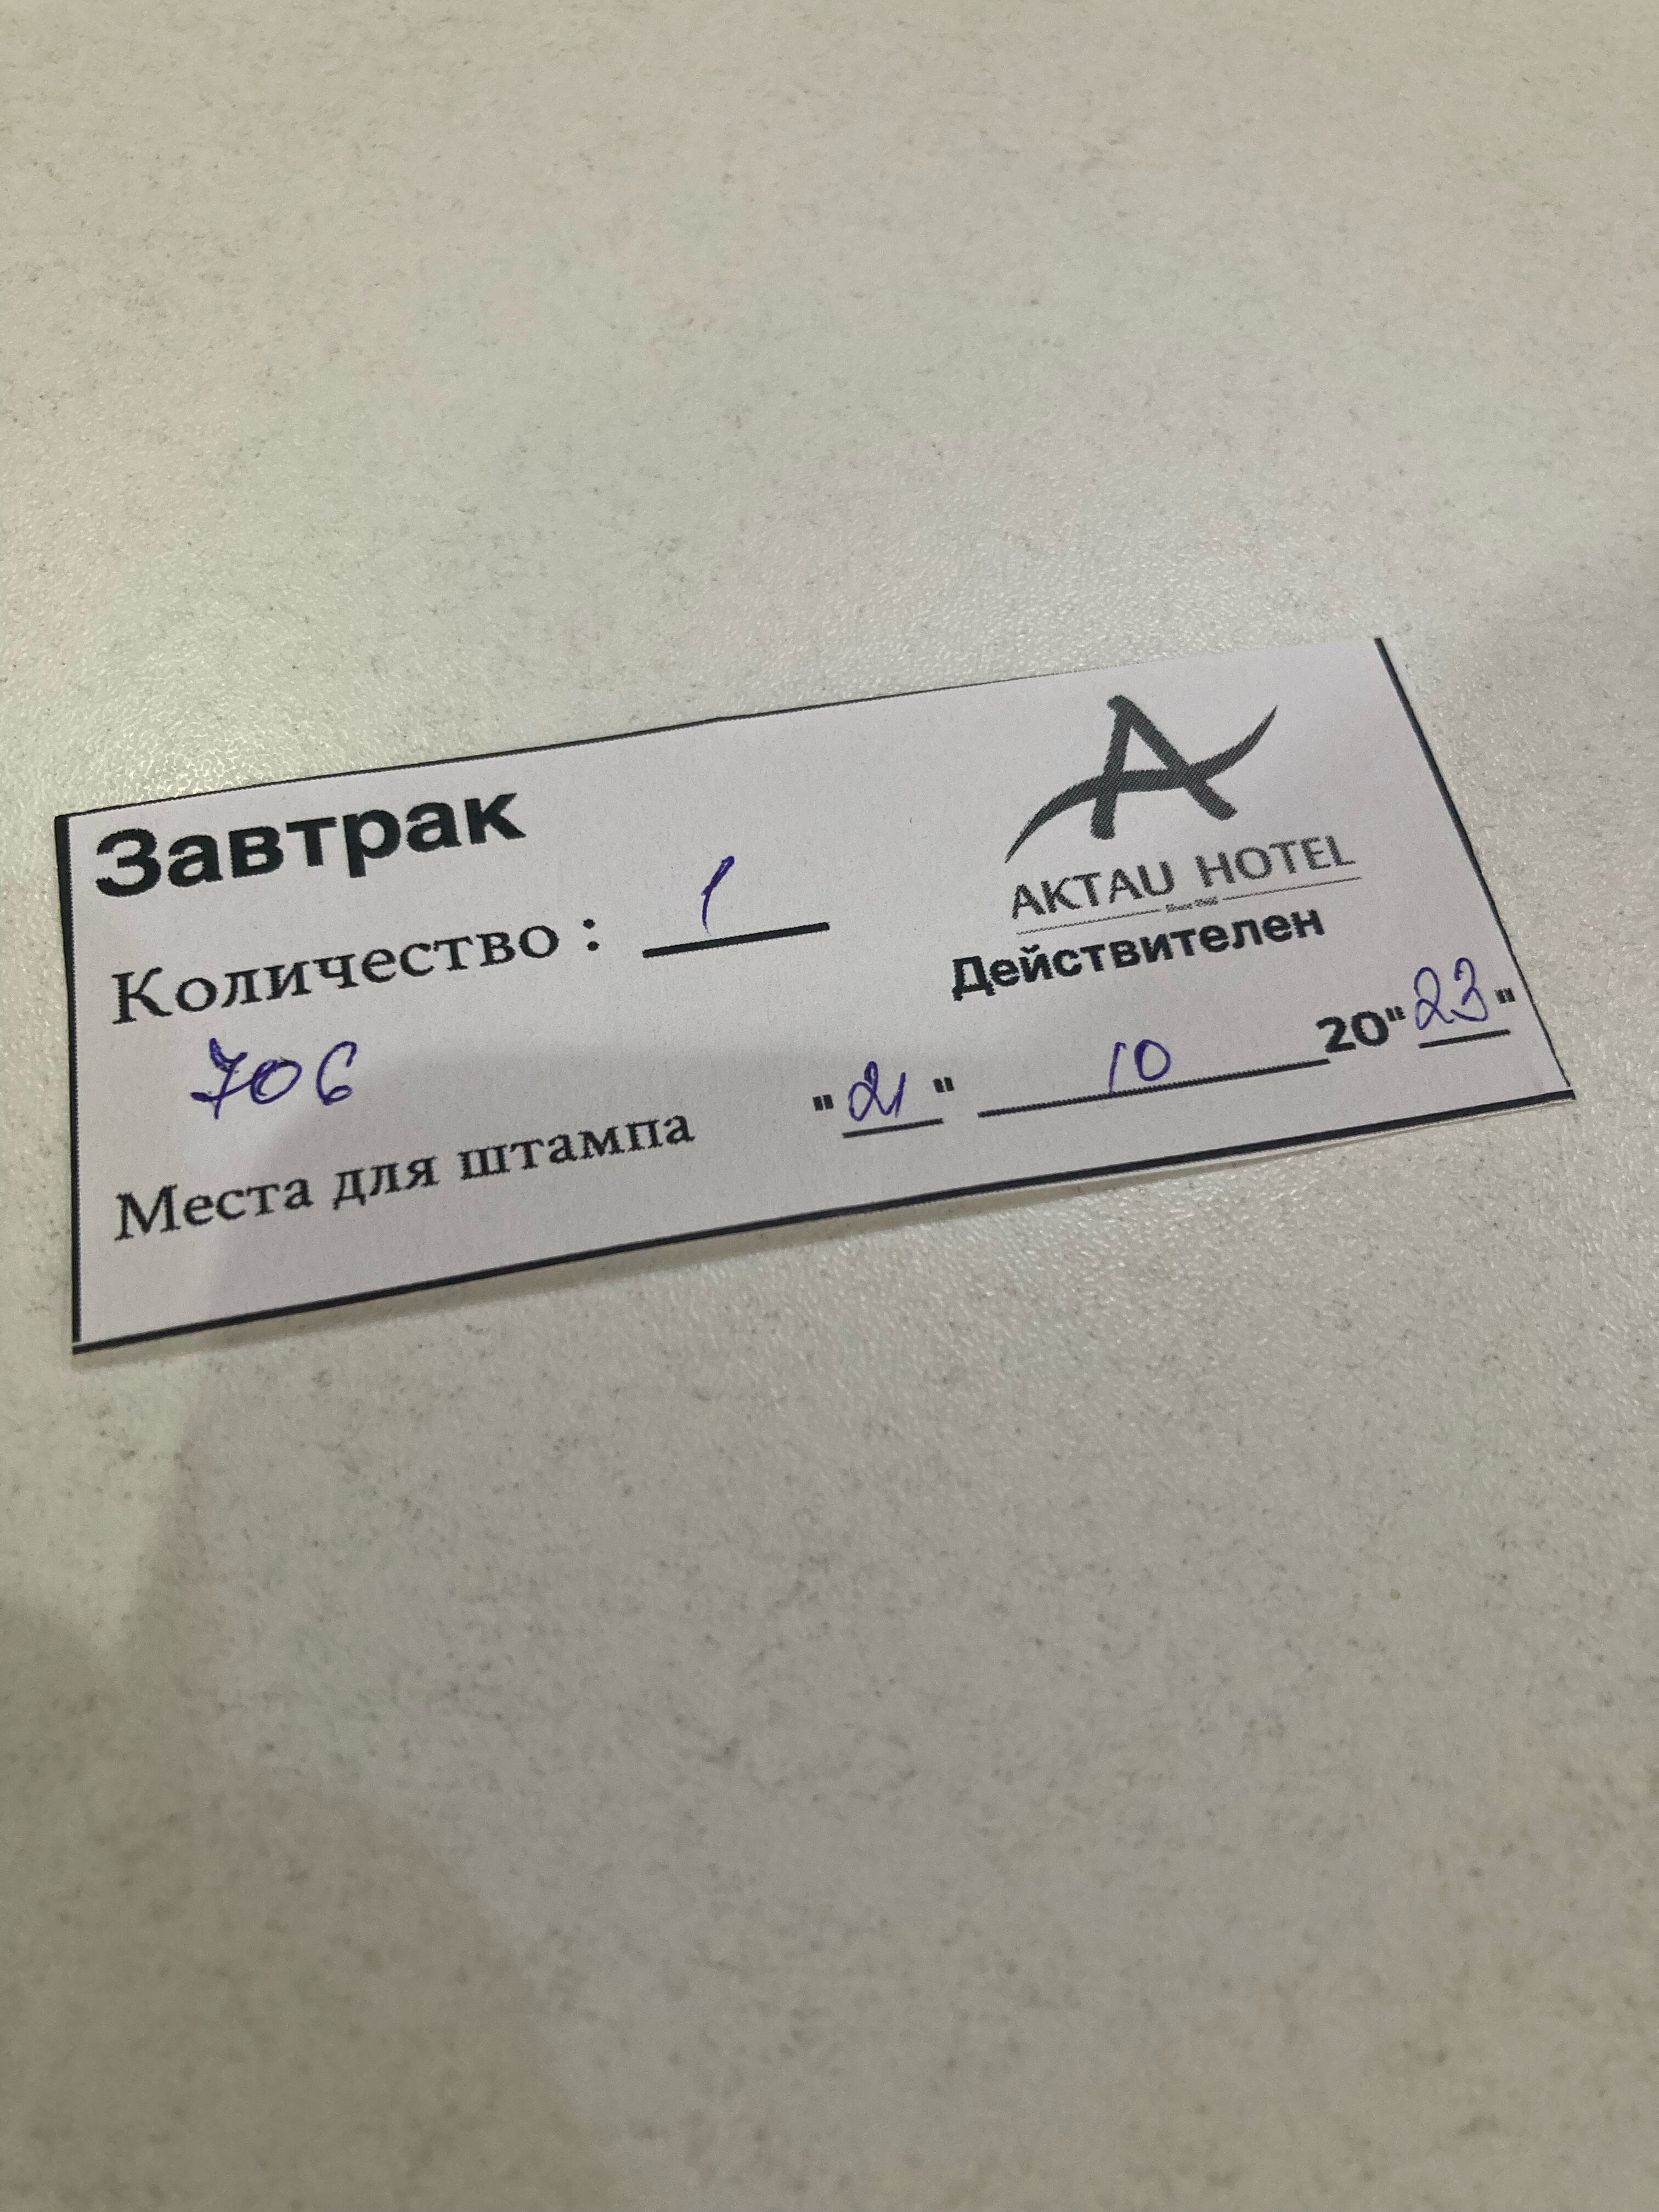 Завтрак
Количество : 1
706
Места для штампа
AKTAU HOTEL
Действителен
"21" 10 20"23"